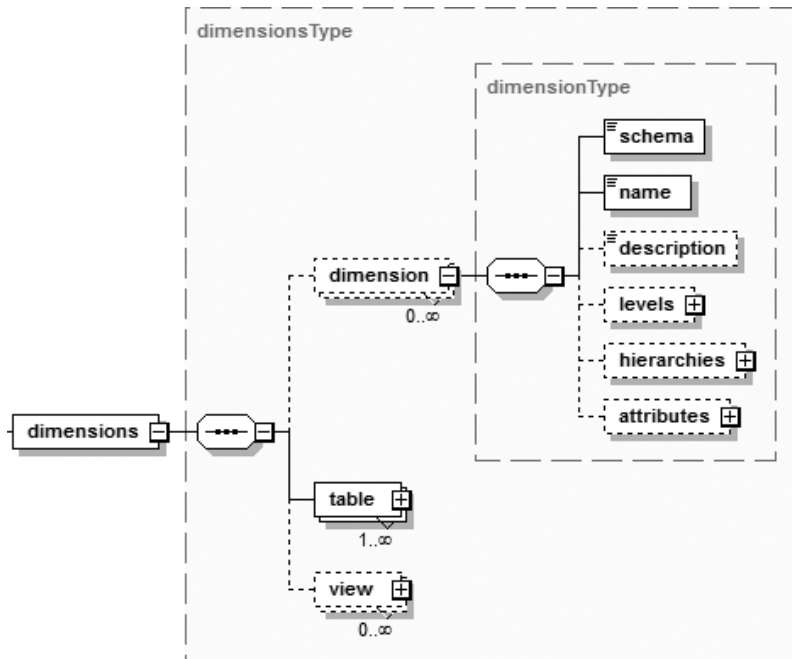 dimensionsType
dimensionType
schema
name
description
dimension
0..∞
levels
hierarchies
attributes
dimensions
table
1..∞
view
0..∞